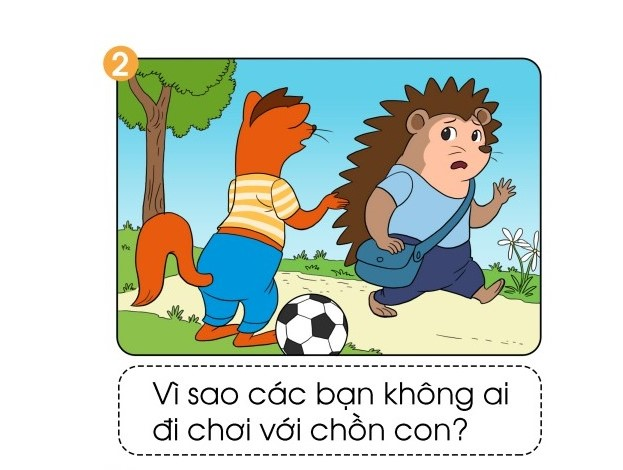 2
Vì sao các bạn không ai
đi chơi với chồn con?